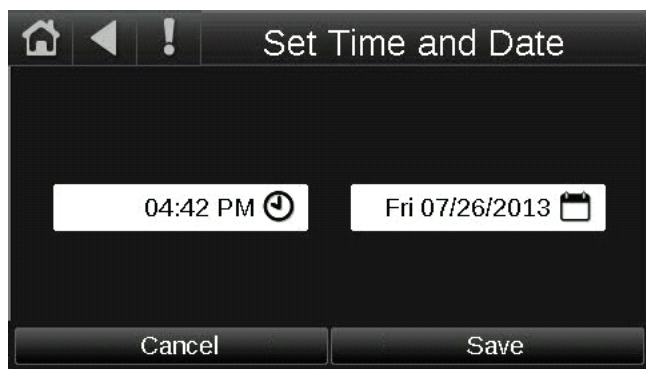 Set Time and Date
04:42 PM
Fri 07/26/2013
Cancel
Save